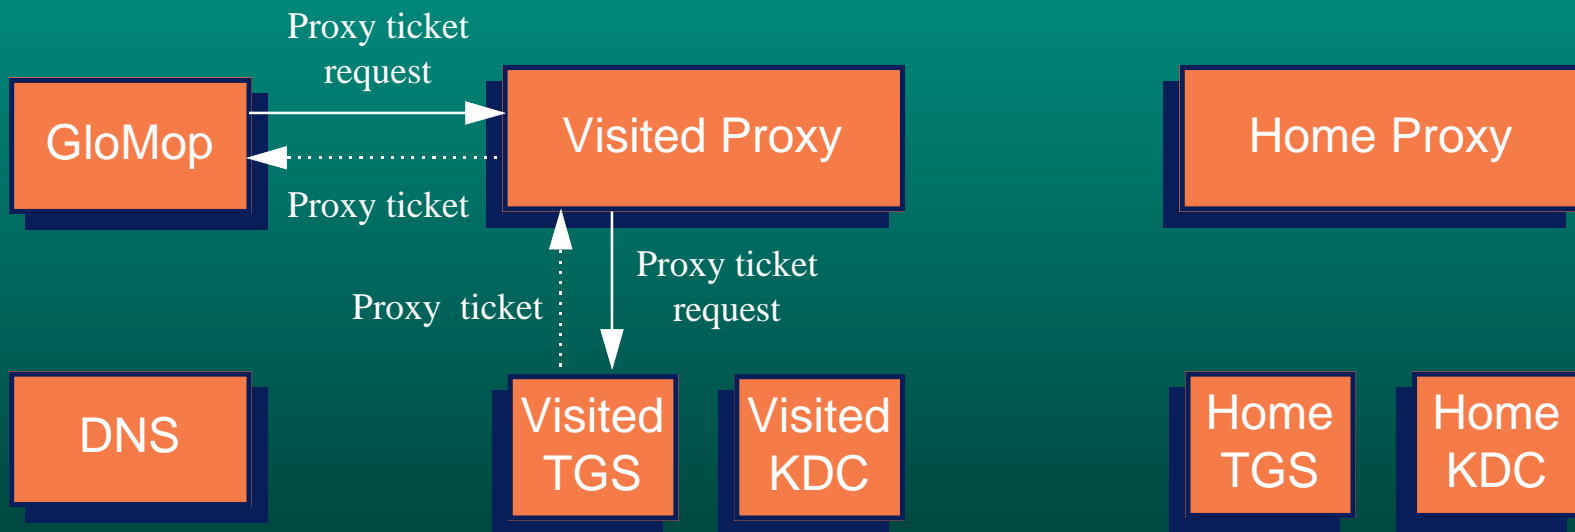 Proxy ticket
request
GloMop
Visited Proxy
Home Proxy
Proxy ticket
Proxy ticket
request
Proxy ticket
DNS
Visited
TGS
Visited
KDC
Home
TGS
Home
KDC